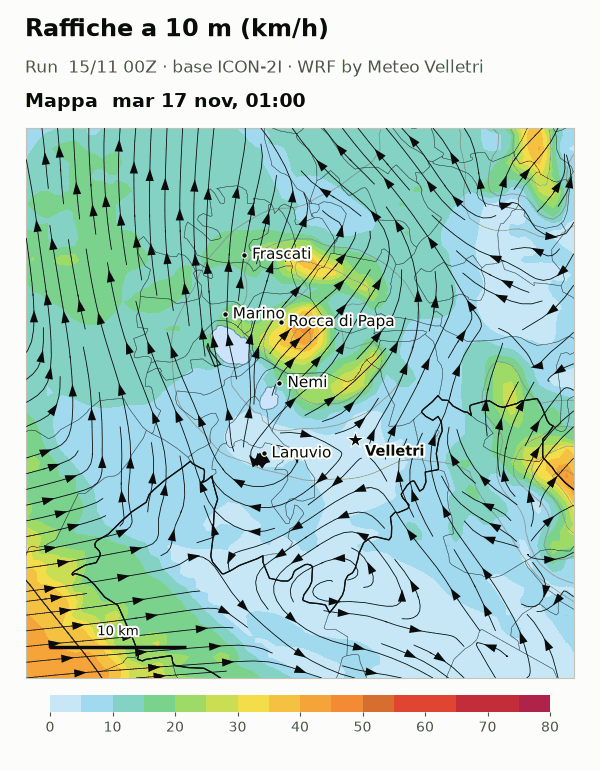 Raffiche a 10 m (km/h)
Run  15/11 00Z · base ICON-2I · WRF by Meteo Velletri
Mappa  mar 17 nov, 01:00
Frascati
Marino
Rocca di Papa
Nemi
Lanuvio
Velletri
10 km
0 10 20 30 40 50 60 70 80